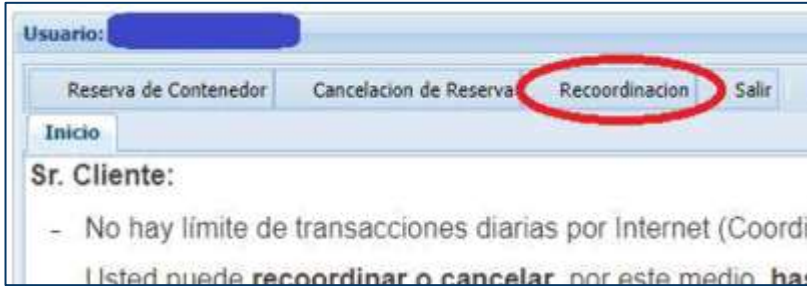 Usuario:
Reserva de Contenedor Cancelacion de Reserva Recoordinacion Salir
Inicio
Sr. Cliente:
- No hay límite de transacciones diarias por Internet (Coordi
Usted puede recoordinar o cancelar, por este medio, has